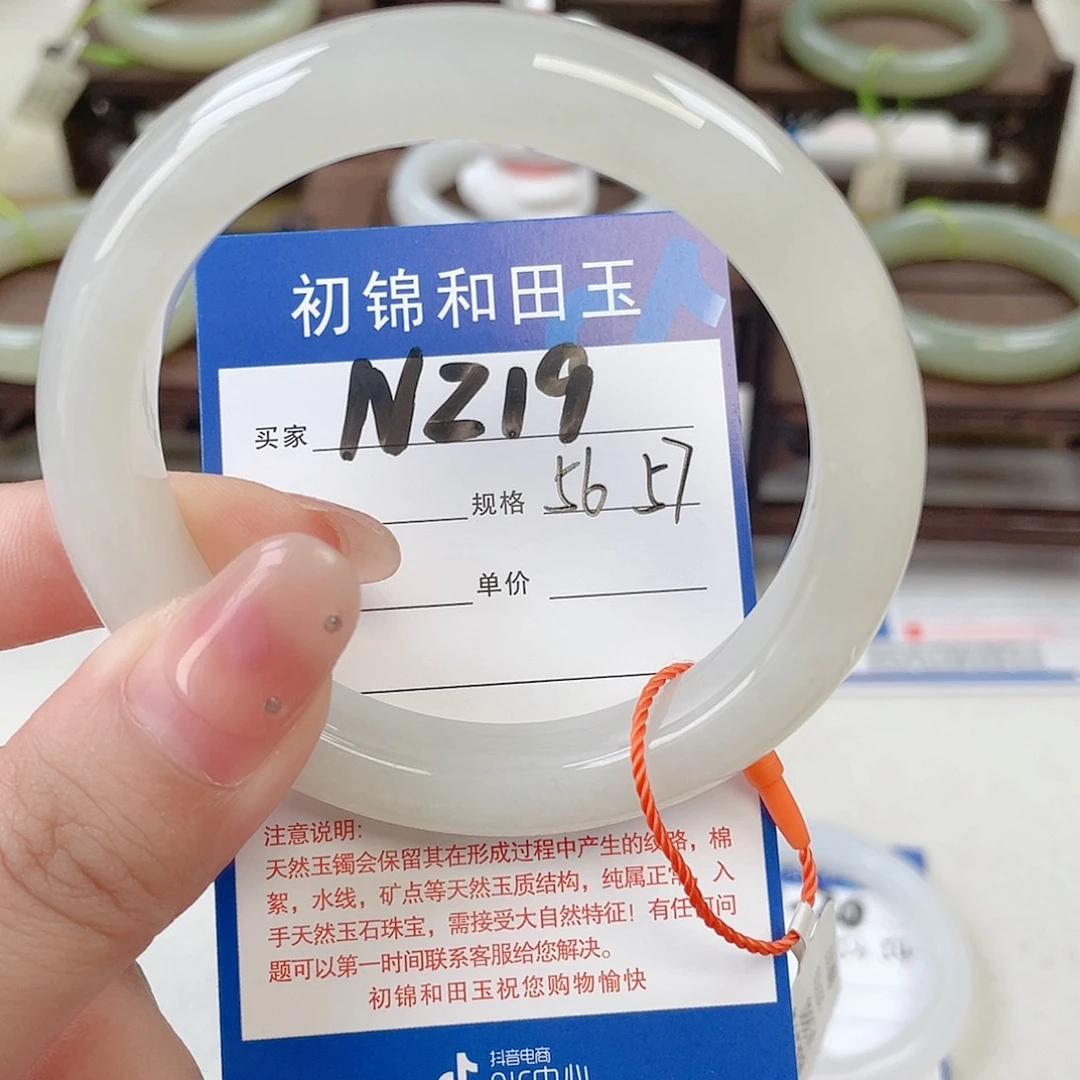 初锦和田玉
买家 NZ19
规格 56 57
单价
注意说明:
天然玉镯会保留其在形成过程中产生的纹路，棉
絮，水线，矿点等天然玉质结构，纯属正常 入
手天然玉石珠宝，需接受大自然特征！有任何问
题可以第一时间联系客服给您解决。
初锦和田玉祝您购物愉快
抖音电商
QIC中心